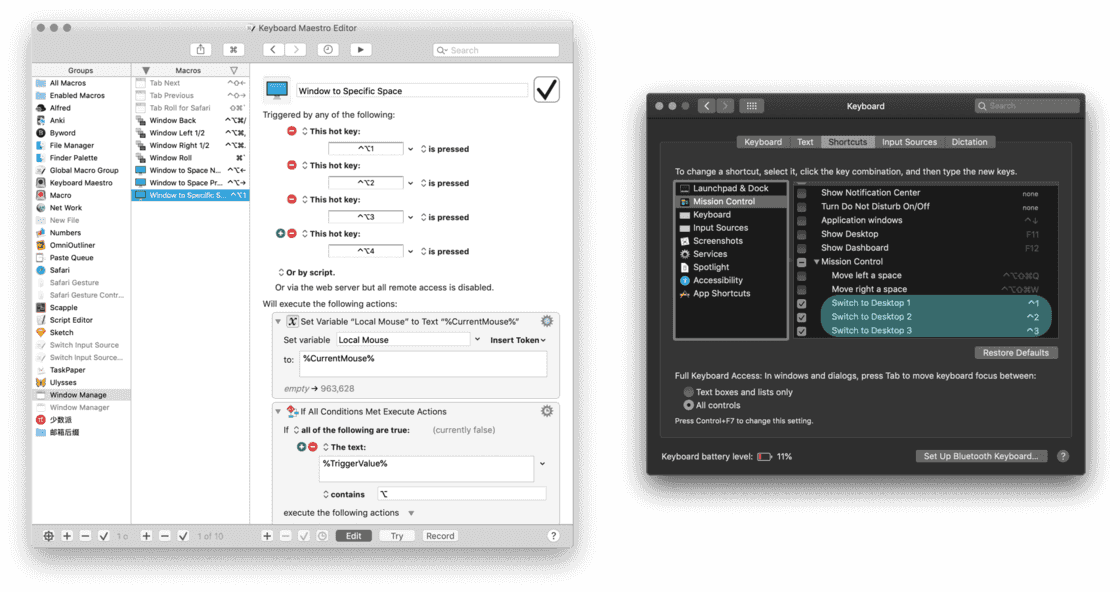 Keyboard Maestro Editor
Search
Groups
All Macros
Enabled Macros
Alfred
Anki
Byword
File Manager
Finder Palette
Global Macro Group
Keyboard Maestro
Macro
Net Work
New File
Numbers
OmniOutliner
Paste Queue
Safari
Safari Gesture
Safari Gesture Contr...
Scapple
Script Editor
Sketch
Switch Input Source
Switch Input Source...
TaskPaper
Ulysses
Window Manage
Window Manager
少数派
邮箱后缀
Macros
Tab Next ^⇧←
Tab Previous ^⇧→
Tab Roll for Safari ⇧⌘`
Window Back ^⌥⌘/
Window Left 1/2 ^⌥⌘,
Window Right 1/2 ^⌥⌘.
Window Roll ⌘`
Window to Space N... ^⌥←
Window to Space Pr... ^⌥→
Window to Specific S... ^⌥1
Window to Specific Space
Triggered by any of the following:
This hot key:
^⌥1 is pressed
This hot key:
^⌥2 is pressed
This hot key:
^⌥3 is pressed
This hot key:
^⌥4 is pressed
Or by script.
Or via the web server but all remote access is disabled.
Will execute the following actions:
Set Variable “Local Mouse” to Text “%CurrentMouse%”
Set variable Local Mouse Insert Token
to: %CurrentMouse%
empty → 963,628
If All Conditions Met Execute Actions
If all of the following are true: (currently false)
The text:
%TriggerValue%
contains ⌥
execute the following actions
1 of 10
Edit Try Record ?
Keyboard
Search
Keyboard Text Shortcuts Input Sources Dictation
To change a shortcut, select it, click the key combination, and then type the new keys.
Launchpad & Dock
Mission Control
Keyboard
Input Sources
Screenshots
Services
Spotlight
Accessibility
App Shortcuts
Show Notification Center none
Turn Do Not Disturb On/Off none
Application windows ^↓
Show Desktop F11
Show Dashboard F12
Mission Control
Move left a space ^⌥⇧⌘Q
Move right a space ^⌥⇧⌘W
Switch to Desktop 1 ^1
Switch to Desktop 2 ^2
Switch to Desktop 3 ^3
Restore Defaults
Full Keyboard Access: In windows and dialogs, press Tab to move keyboard focus between:
Text boxes and lists only
All controls
Press Control+F7 to change this setting.
Keyboard battery level: 11%
Set Up Bluetooth Keyboard... ?